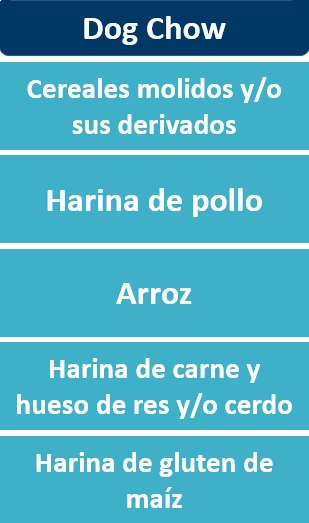 Dog Chow
Cereales molidos y/o
sus derivados
Harina de pollo
Arroz
Harina de carne y
hueso de res y/o cerdo
Harina de gluten de
maíz